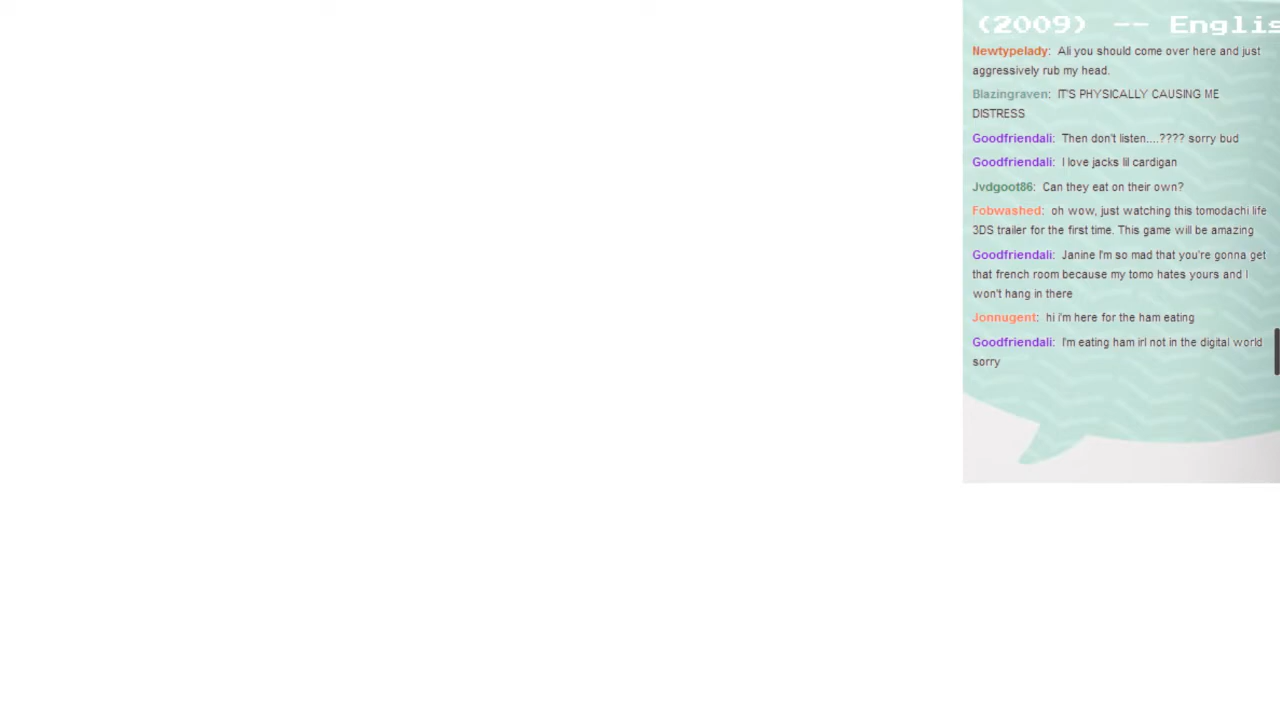 (2009) -- Englis
Newtypelady: Ali you should come over here and just
aggressively rub my head.
Blazingraven: IT'S PHYSICALLY CAUSING ME
DISTRESS
Goodfriendali: Then don't listen....???? sorry bud
Goodfriendali: I love jacks lil cardigan
Jvdgoot86: Can they eat on their own?
Fobwashed: oh wow, just watching this tomodachi life
3DS trailer for the first time. This game will be amazing
Goodfriendali: Janine I'm so mad that you're gonna get
that french room because my tomo hates yours and I
won't hang in there
Jonnugent: hi i'm here for the ham eating
Goodfriendali: I'm eating ham irl not in the digital world
sorry